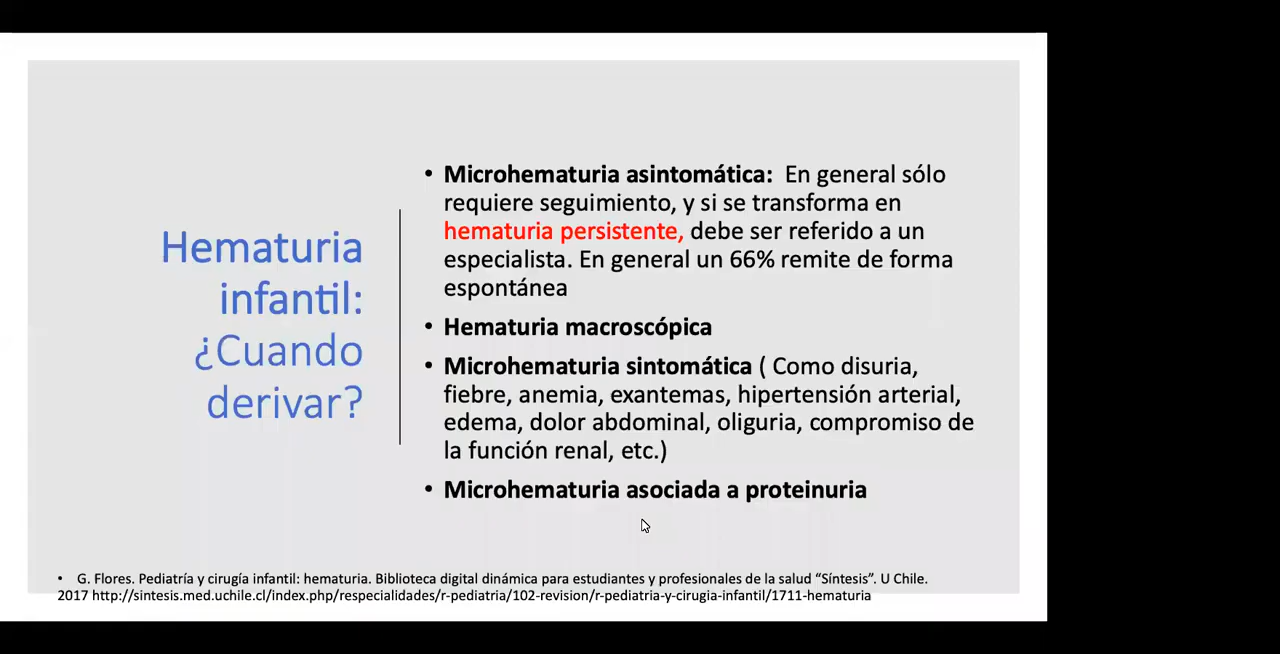 Hematuria
infantil:
¿Cuando
derivar?
• Microhematuria asintomática: En general sólo
requiere seguimiento, y si se transforma en
hematuria persistente, debe ser referido a un
especialista. En general un 66% remite de forma
espontánea
• Hematuria macroscópica
• Microhematuria sintomática ( Como disuria,
fiebre, anemia, exantemas, hipertensión arterial,
edema, dolor abdominal, oliguria, compromiso de
la función renal, etc.)
• Microhematuria asociada a proteinuria
• G. Flores. Pediatría y cirugía infantil: hematuria. Biblioteca digital dinámica para estudiantes y profesionales de la salud “Síntesis”. U Chile.
2017 http://sintesis.med.uchile.cl/index.php/respecialidades/r-pediatria/102-revision/r-pediatria-y-cirugia-infantil/1711-hematuria